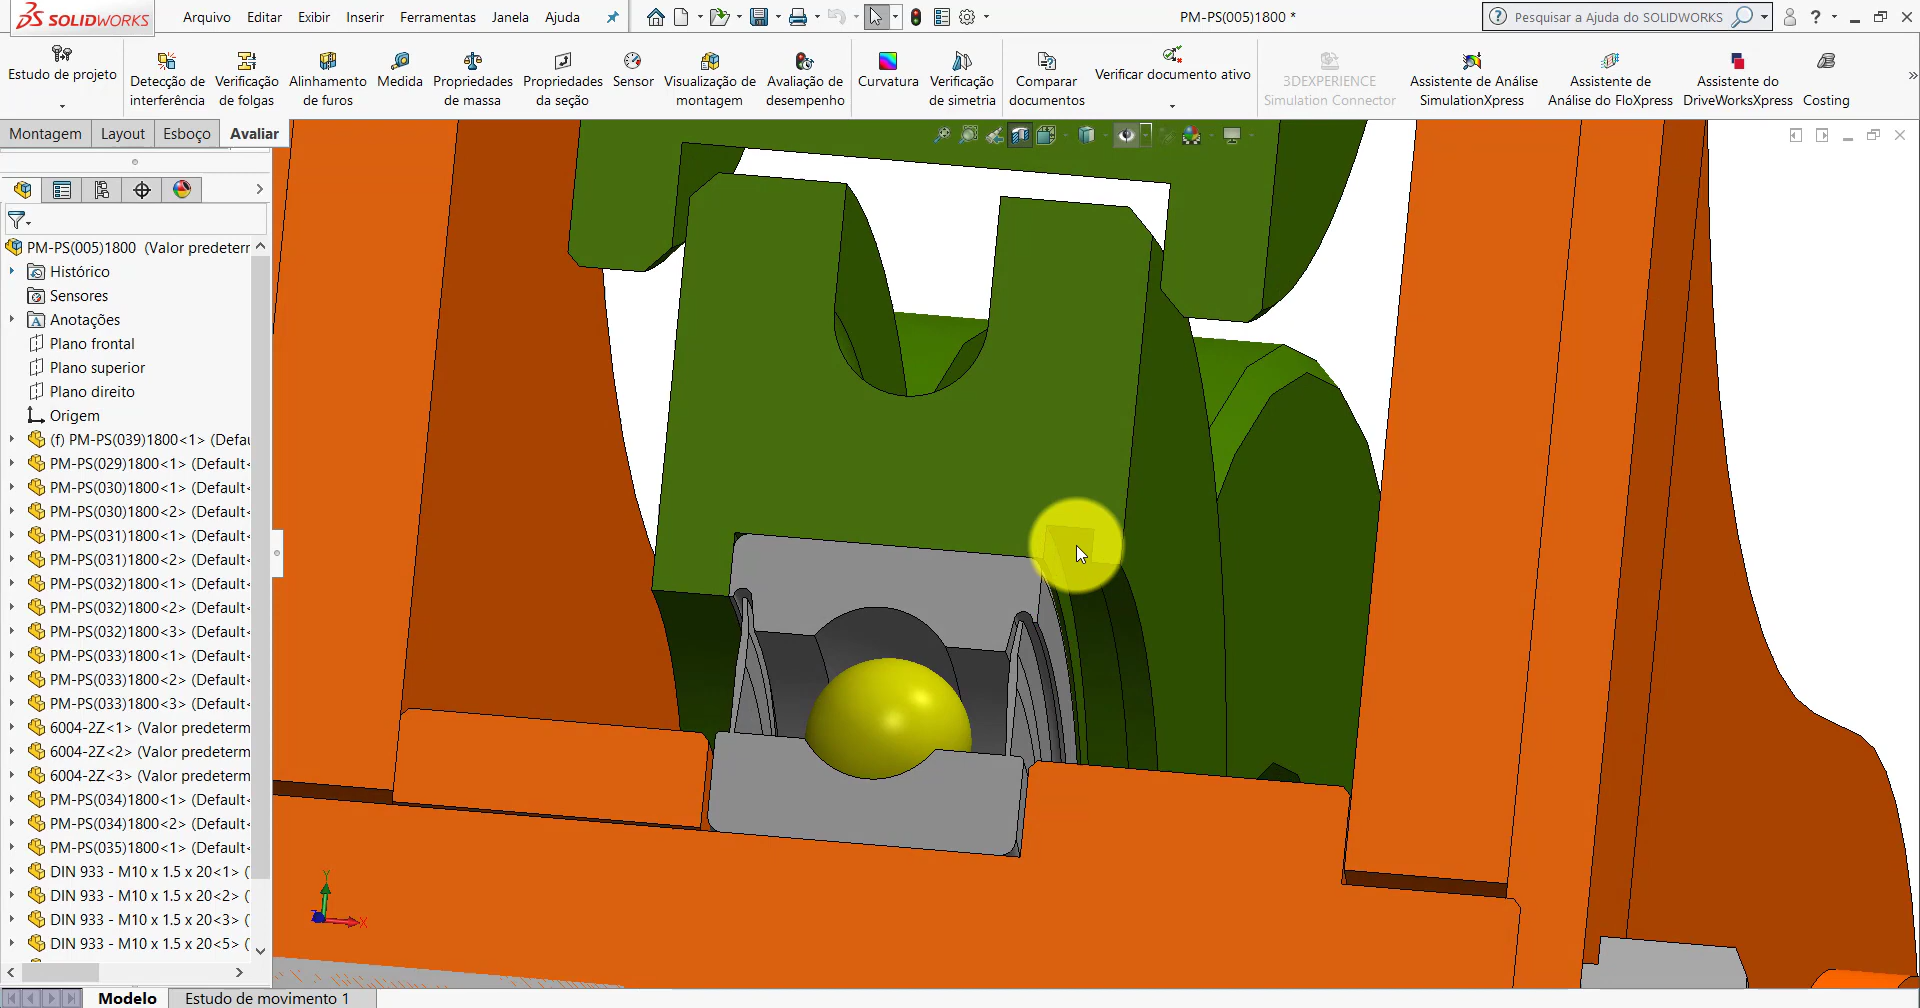 SOLIDWORKS
Arquivo Editar Exibir Inserir Ferramentas Janela Ajuda
PM-PS(005)1800 *
Pesquisar a Ajuda do SOLIDWORKS
Estudo de projeto
Detecção de interferência
Verificação de folgas
Alinhamento de furos
Medida
Propriedades de massa
Propriedades da seção
Sensor
Visualização de montagem
Avaliação de desempenho
Curvatura
Verificação de simetria
Comparar documentos
Verificar documento ativo
3DEXPERIENCE Simulation Connector
Assistente de Análise SimulationXpress
Assistente de Análise do FloXpress
Assistente do DriveWorksXpress
Costing
Montagem Layout Esboço Avaliar
PM-PS(005)1800 (Valor predeterr
Histórico
Sensores
Anotações
Plano frontal
Plano superior
Plano direito
Origem
(f) PM-PS(039)1800<1> (Defau
PM-PS(029)1800<1> (Default<
PM-PS(030)1800<1> (Default<
PM-PS(030)1800<2> (Default<
PM-PS(031)1800<1> (Default<
PM-PS(031)1800<2> (Default<
PM-PS(032)1800<1> (Default<
PM-PS(032)1800<2> (Default<
PM-PS(032)1800<3> (Default<
PM-PS(033)1800<1> (Default<
PM-PS(033)1800<2> (Default<
PM-PS(033)1800<3> (Default<
6004-2Z<1> (Valor predeterm
6004-2Z<2> (Valor predeterm
6004-2Z<3> (Valor predeterm
PM-PS(034)1800<1> (Default<
PM-PS(034)1800<2> (Default<
PM-PS(035)1800<1> (Default<
DIN 933 - M10 x 1.5 x 20<1> (
DIN 933 - M10 x 1.5 x 20<2> (
DIN 933 - M10 x 1.5 x 20<3> (
DIN 933 - M10 x 1.5 x 20<5> (
Y
X
Z
Modelo Estudo de movimento 1